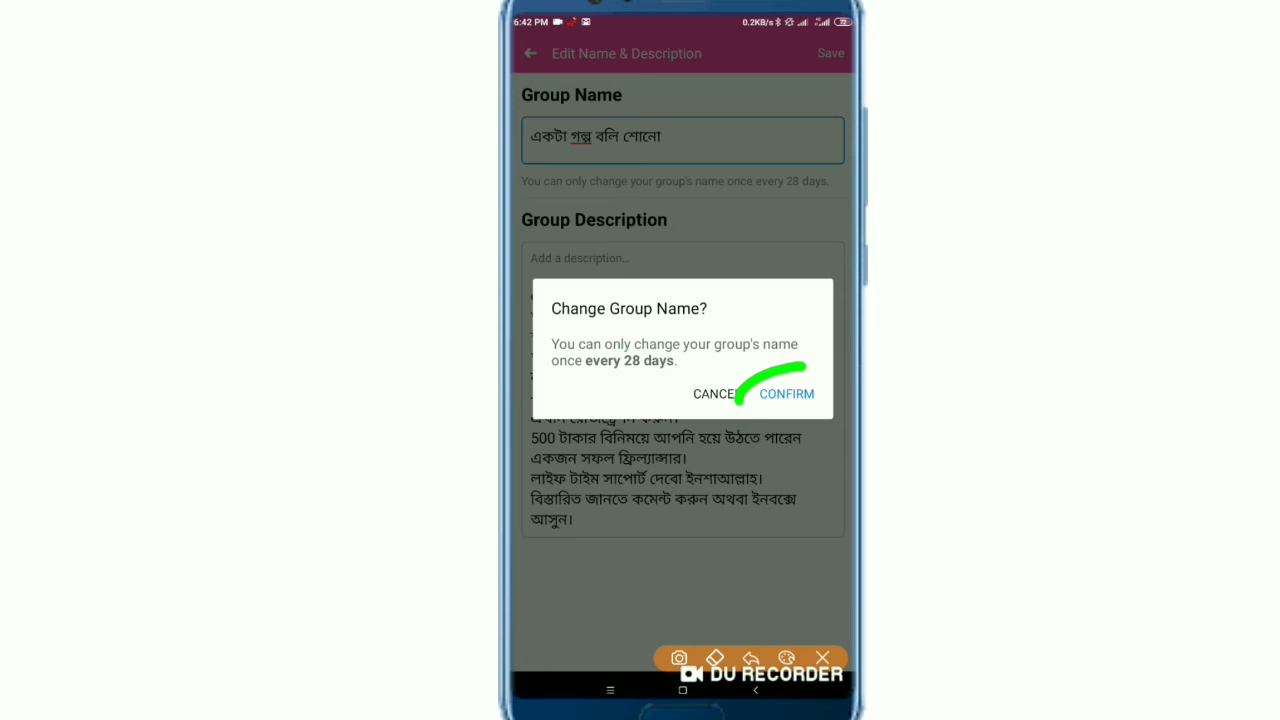 6:42 PM 0.2KB/s 72
Edit Name & Description Save
Group Name
একটা গল্প বলি শোনো
You can only change your group's name once every 28 days.
Group Description
Add a description...
Change Group Name?
You can only change your group's name
once every 28 days.
CANCEL CONFIRM
500 টাকার বিনিময়ে আপনি হয়ে উঠতে পারেন
একজন সফল ফ্রিল্যান্সার।
লাইফ টাইম সাপোর্ট দেবো ইনশাআল্লাহ।
বিস্তারিত জানতে কমেন্ট করুন অথবা ইনবক্সে
আসুন।
DU RECORDER